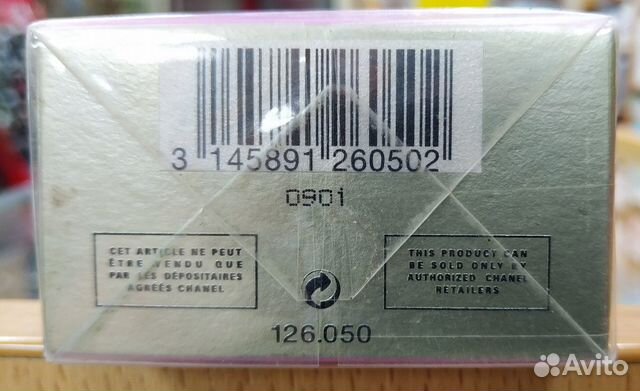 3 145891 260502
0901
CET ARTICLE NE PEUT
ÊTRE VENDU QUE
PAR LES DÉPOSITAIRES
AGRÉÉS CHANEL
THIS PRODUCT CAN
BE SOLD ONLY BY
AUTHORIZED CHANEL
RETAILERS
126.050
Avito